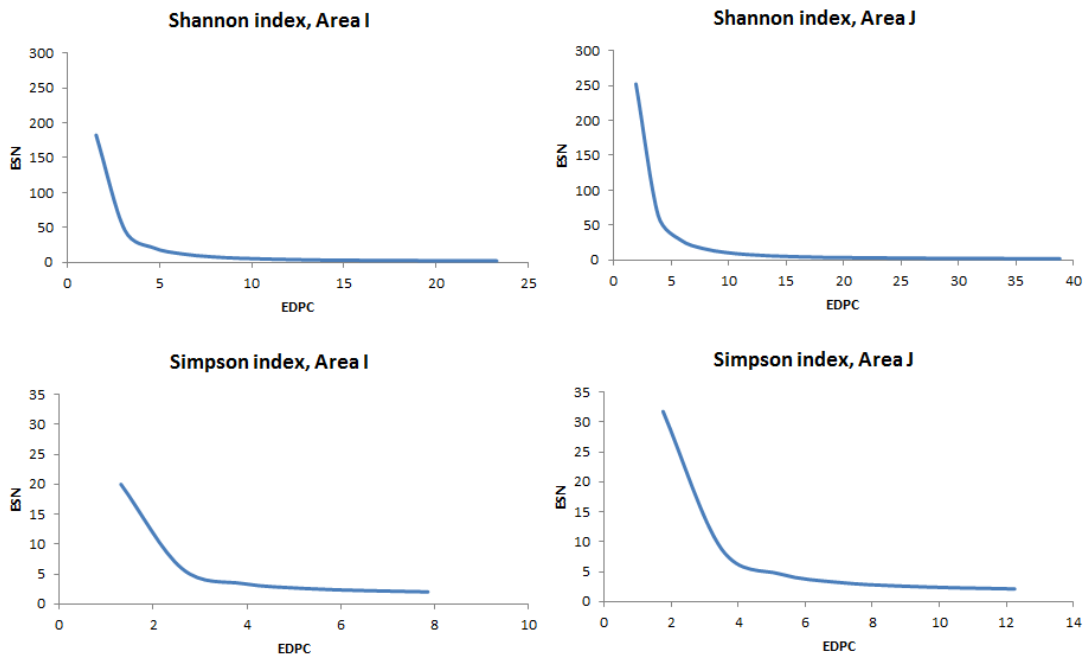 Shannon index, Area I
300
250
200
150
100
50
0
ESN
0 5 10 15 20 25
EDPC
Shannon index, Area J
300
250
200
150
100
50
0
ESN
0 5 10 15 20 25 30 35 40
EDPC
Simpson index, Area I
35
30
25
20
15
10
5
0
ESN
0 2 4 6 8 10
EDPC
Simpson index, Area J
35
30
25
20
15
10
5
0
ESN
0 2 4 6 8 10 12 14
EDPC